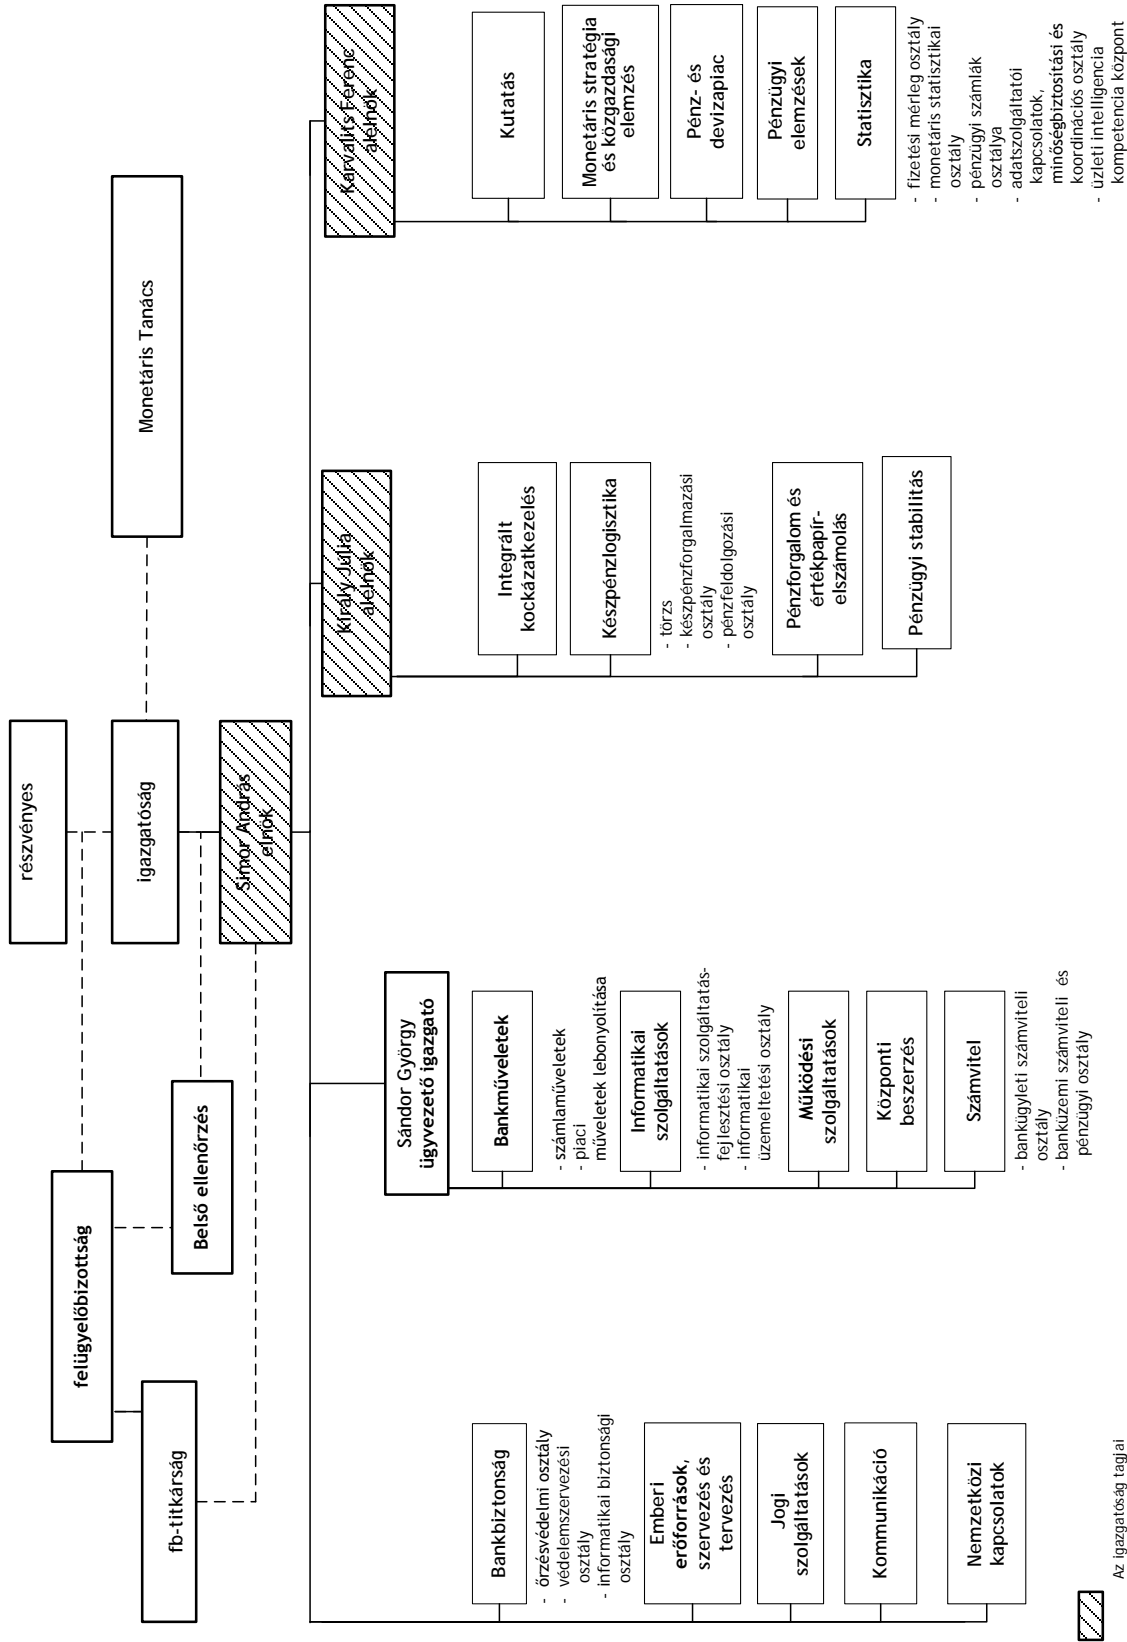 részvényes
igazgatóság
Monetáris Tanács
felügyelőbizottság
fb-titkárság
Belső ellenőrzés
Simor András
elnök
Sándor György
ügyvezető igazgató
Király Júlia
alelnök
Karvalits Ferenc
alelnök
Bankbiztonság
- őrzésvédelmi osztály
- védelemszervezési
osztály
- informatikai biztonsági
osztály
Emberi
erőforrások,
szervezés és
tervezés
Jogi
szolgáltatások
Kommunikáció
Nemzetközi
kapcsolatok
Bankműveletek
- számlaműveletek
- piaci
műveletek lebonyolítása
Informatikai
szolgáltatások
- informatikai szolgáltatás-
fejlesztési osztály
- informatikai
üzemeltetési osztály
Működési
szolgáltatások
Központi
beszerzés
Számvitel
- bankügyleti számviteli
osztály
- banküzemi számviteli és
pénzügyi osztály
Integrált
kockázatkezelés
Készpénzlogisztika
- törzs
- készpénzforgalmazási
osztály
- pénzfeldolgozási
osztály
Pénzforgalom és
értékpapír-
elszámolás
Pénzügyi stabilitás
Kutatás
Monetáris stratégia
és közgazdasági
elemzés
Pénz- és
devizapiac
Pénzügyi
elemzések
Statisztika
- fizetési mérleg osztály
- monetáris statisztikai
osztály
- pénzügyi számlák
osztálya
- adatszolgáltatói
kapcsolatok,
minőségbiztosítási és
koordinációs osztály
- üzleti intelligencia
kompetencia központ
Az igazgatóság tagjai